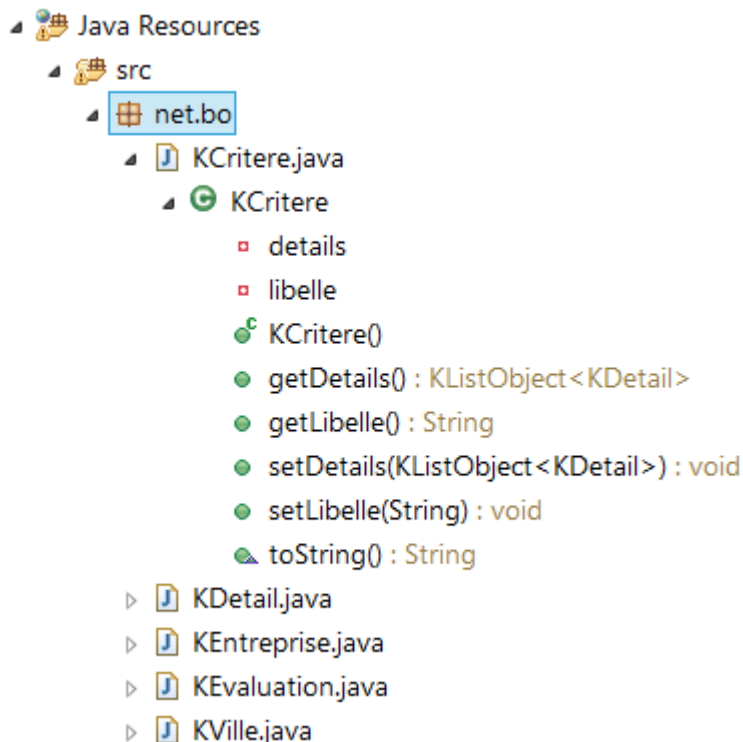 Java Resources
src
net.bo
KCritere.java
KCritere
details
libelle
KCritere()
getDetails() : KListObject<KDetail>
getLibelle() : String
setDetails(KListObject<KDetail>) : void
setLibelle(String) : void
toString() : String
KDetail.java
KEntreprise.java
KEvaluation.java
KVille.java